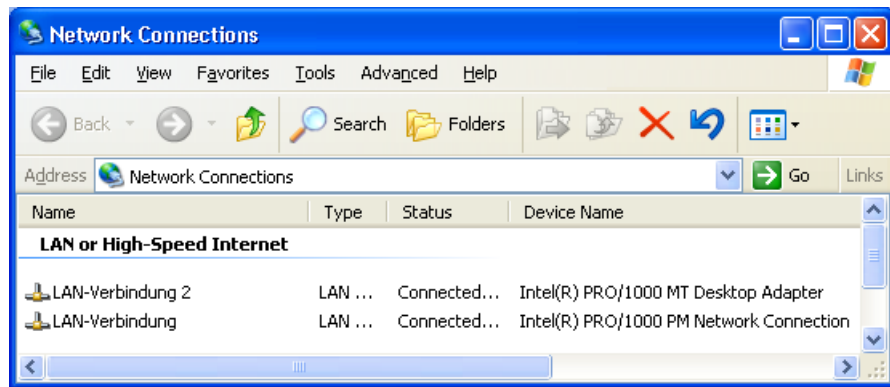 Network Connections
File Edit View Favorites Tools Advanced Help
Back Search Folders
Address Network Connections Go Links
Name Type Status Device Name
LAN or High-Speed Internet
LAN-Verbindung 2 LAN ... Connected... Intel(R) PRO/1000 MT Desktop Adapter
LAN-Verbindung LAN ... Connected... Intel(R) PRO/1000 PM Network Connection